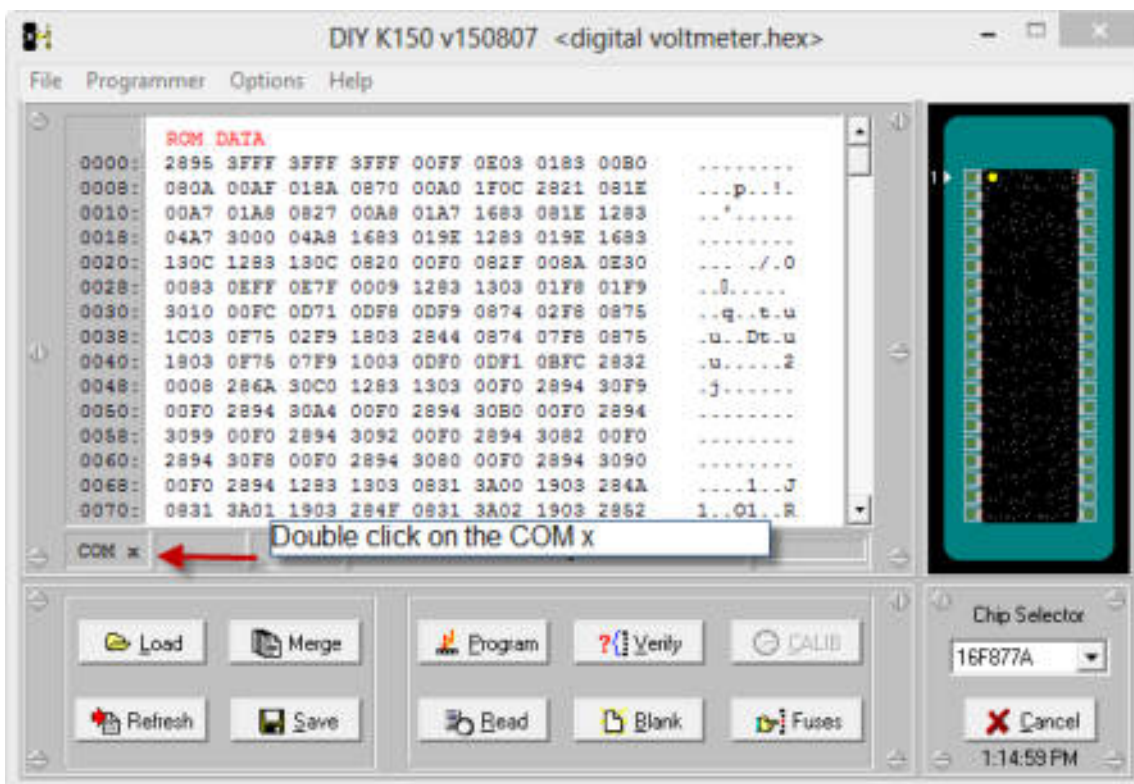 DIY K150 v150807 <digital voltmeter.hex>
File Programmer Options Help
ROM DATA
0000: 2895 3FFF 3FFF 3FFF 00FF 0E03 0183 00B0 ........
0008: 080A 00AF 018A 0870 00A0 1F0C 2821 081E ...p..!.
0010: 00A7 01A8 0827 00A8 01A7 1683 081E 1283 ..'.....
0018: 04A7 3000 04A8 1683 019E 1283 019E 1683 ........
0020: 130C 1283 130C 0820 00F0 082F 008A 0E30 ... ./.0
0028: 0083 0EFF 0E7F 0009 1283 1303 01F8 01F9
0030: 3010 00FC 0D71 0DF8 0DF9 0874 02F8 0875 ..q..t.u
0038: 1C03 0F75 02F9 1803 2844 0874 07F8 0875 .u..Dt.u
0040: 1803 0F75 07F9 1003 0DF0 0DF1 0BFC 2832 .u.....2
0048: 0008 286A 30C0 1283 1303 00F0 2894 30F9 .j......
0050: 00F0 2894 30A4 00F0 2894 30B0 00F0 2894 ........
0058: 3099 00F0 2894 3092 00F0 2894 3082 00F0 ........
0060: 2894 30F8 00F0 2894 3080 00F0 2894 3090 ........
0068: 00F0 2894 1283 1303 0831 3A00 1903 284A ....1..J
0070: 0831 3A01 1903 284F 0831 3A02 1903 2852 1..O1..R
1
COM x
Double click on the COM x
Load Merge Program Verify CALIB
Chip Selector
16F877A
Refresh Save Read Blank Fuses Cancel
1:14:59 PM